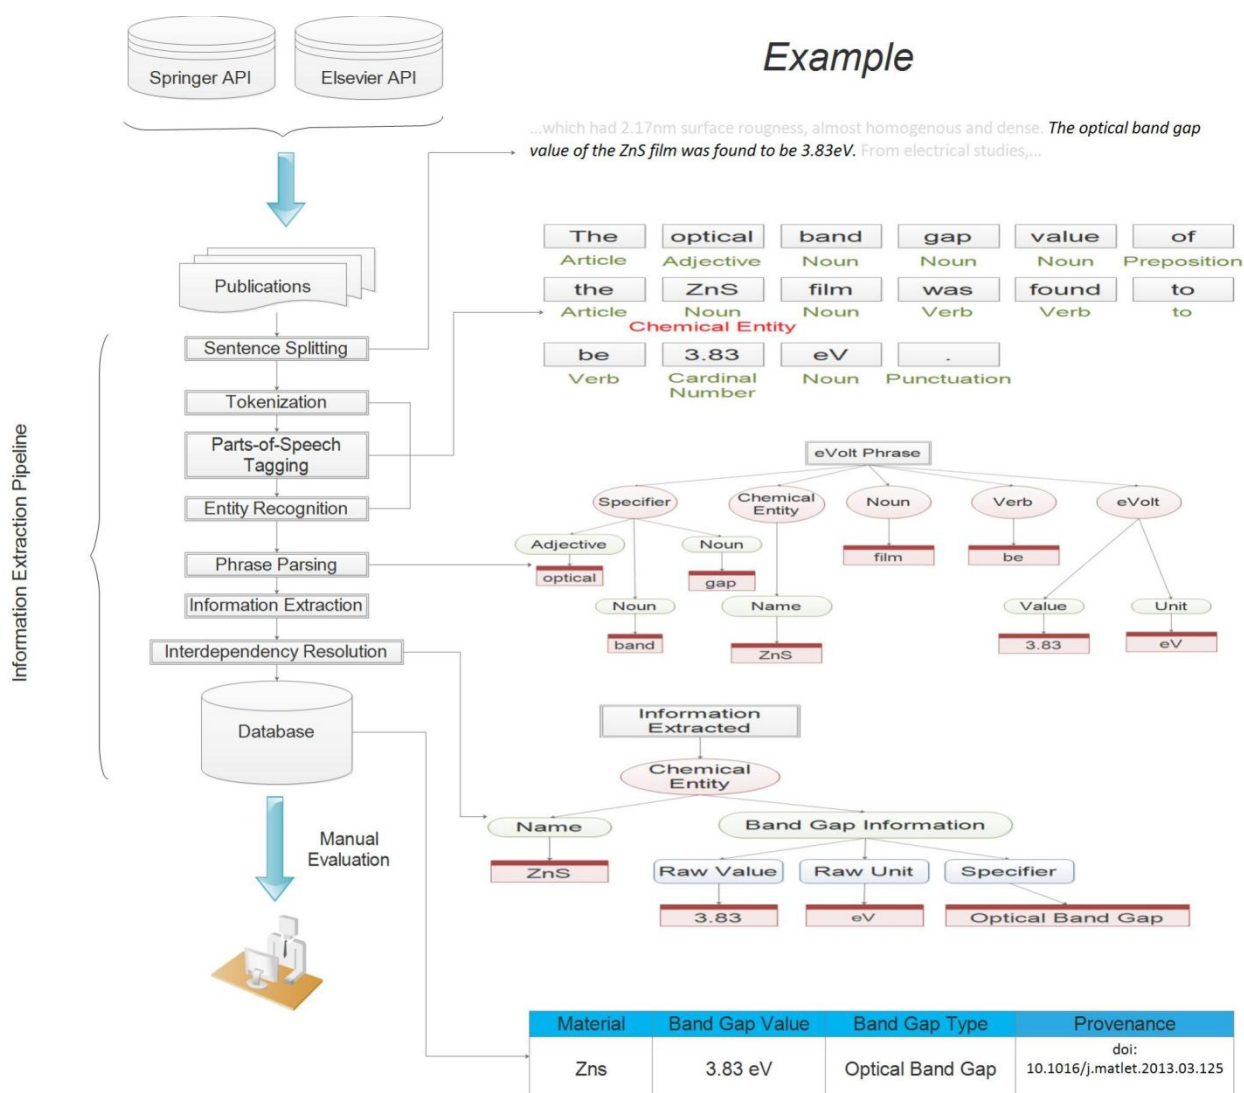 Springer API
Elsevier API
Example
...which had 2.17nm surface rougness, almost homogenous and dense. The optical band gap
value of the ZnS film was found to be 3.83eV. From electrical studies,...
Publications
Information Extraction Pipeline
Sentence Splitting
Tokenization
Parts-of-Speech
Tagging
Entity Recognition
Phrase Parsing
Information Extraction
Interdependency Resolution
Database
Manual
Evaluation
The optical band gap value of
Article Adjective Noun Noun Noun Preposition
the ZnS film was found to
Article Noun Noun Verb Verb to
Chemical Entity
be 3.83 eV .
Verb Cardinal Number Noun Punctuation
eVolt Phrase
Specifier
Chemical
Entity
Noun
Verb
eVolt
Adjective
Noun
film
be
optical
gap
Noun
Name
Value
Unit
band
ZnS
3.83
eV
Information
Extracted
Chemical
Entity
Name
Band Gap Information
ZnS
Raw Value
Raw Unit
Specifier
3.83
eV
Optical Band Gap
Material Band Gap Value Band Gap Type Provenance
Zns 3.83 eV Optical Band Gap doi:
10.1016/j.matlet.2013.03.125